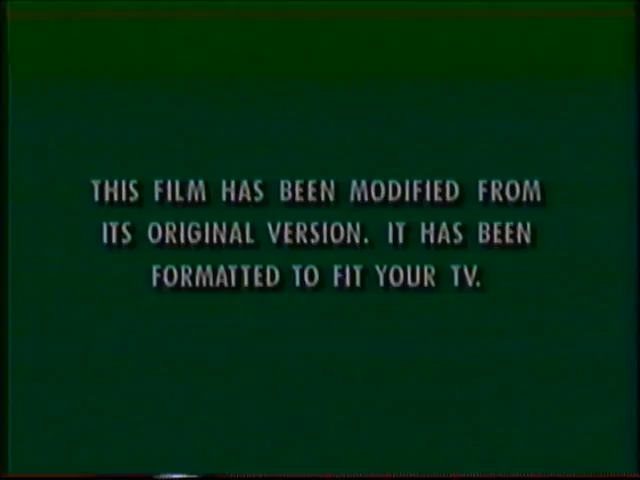 THIS FILM HAS BEEN MODIFIED FROM
ITS ORIGINAL VERSION. IT HAS BEEN
FORMATTED TO FIT YOUR TV.